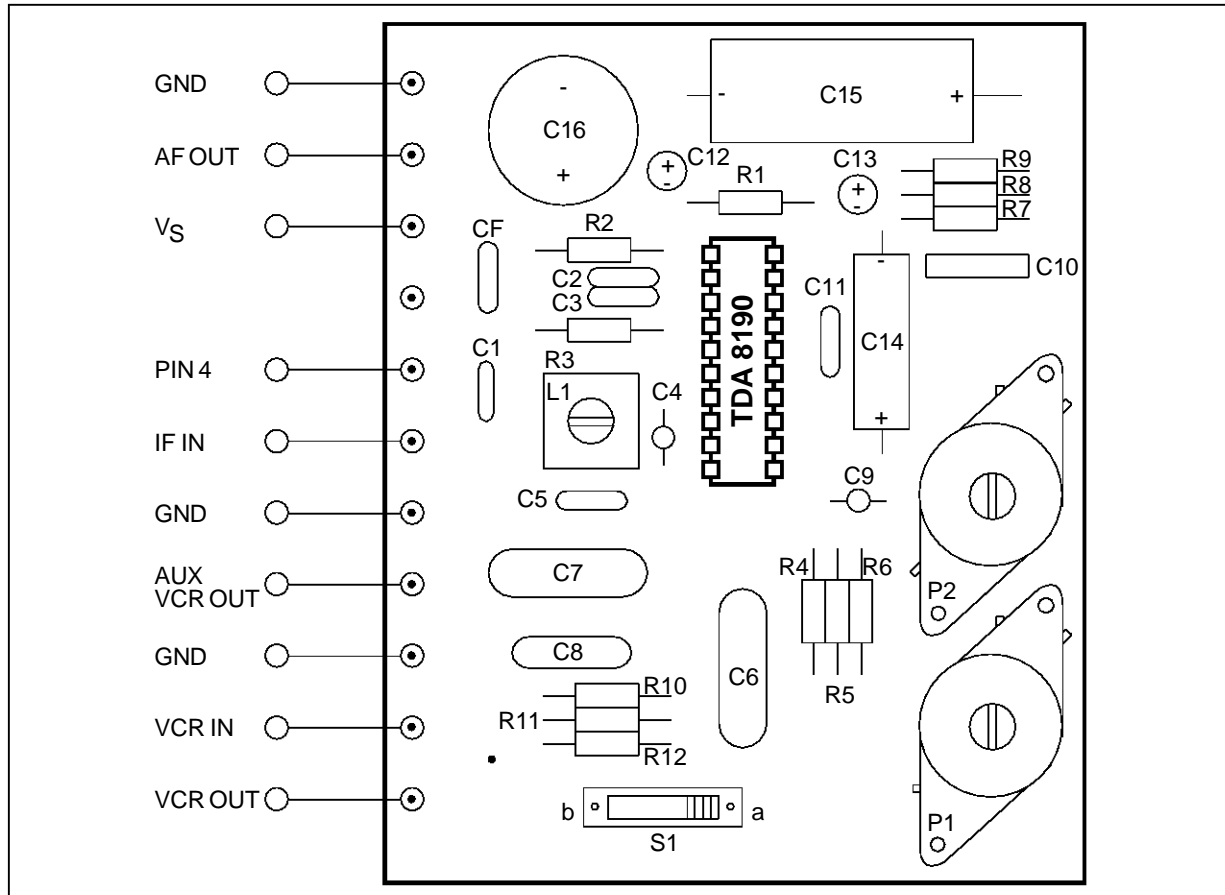 GND
AF OUT
VS
PIN 4
IF IN
GND
AUX
VCR OUT
GND
VCR IN
VCR OUT
-
C16
+
- C15 +
C12
+
-
R1
C13
+
-
R9
R8
R7
CF
R2
C2
C3
C1
R3
L1
C4
TDA 8190
C11
-
C14
+
C10
C5
C9
C7
R4
R6
P2
C8
C6
R5
R10
R11
R12
b
a
S1
P1